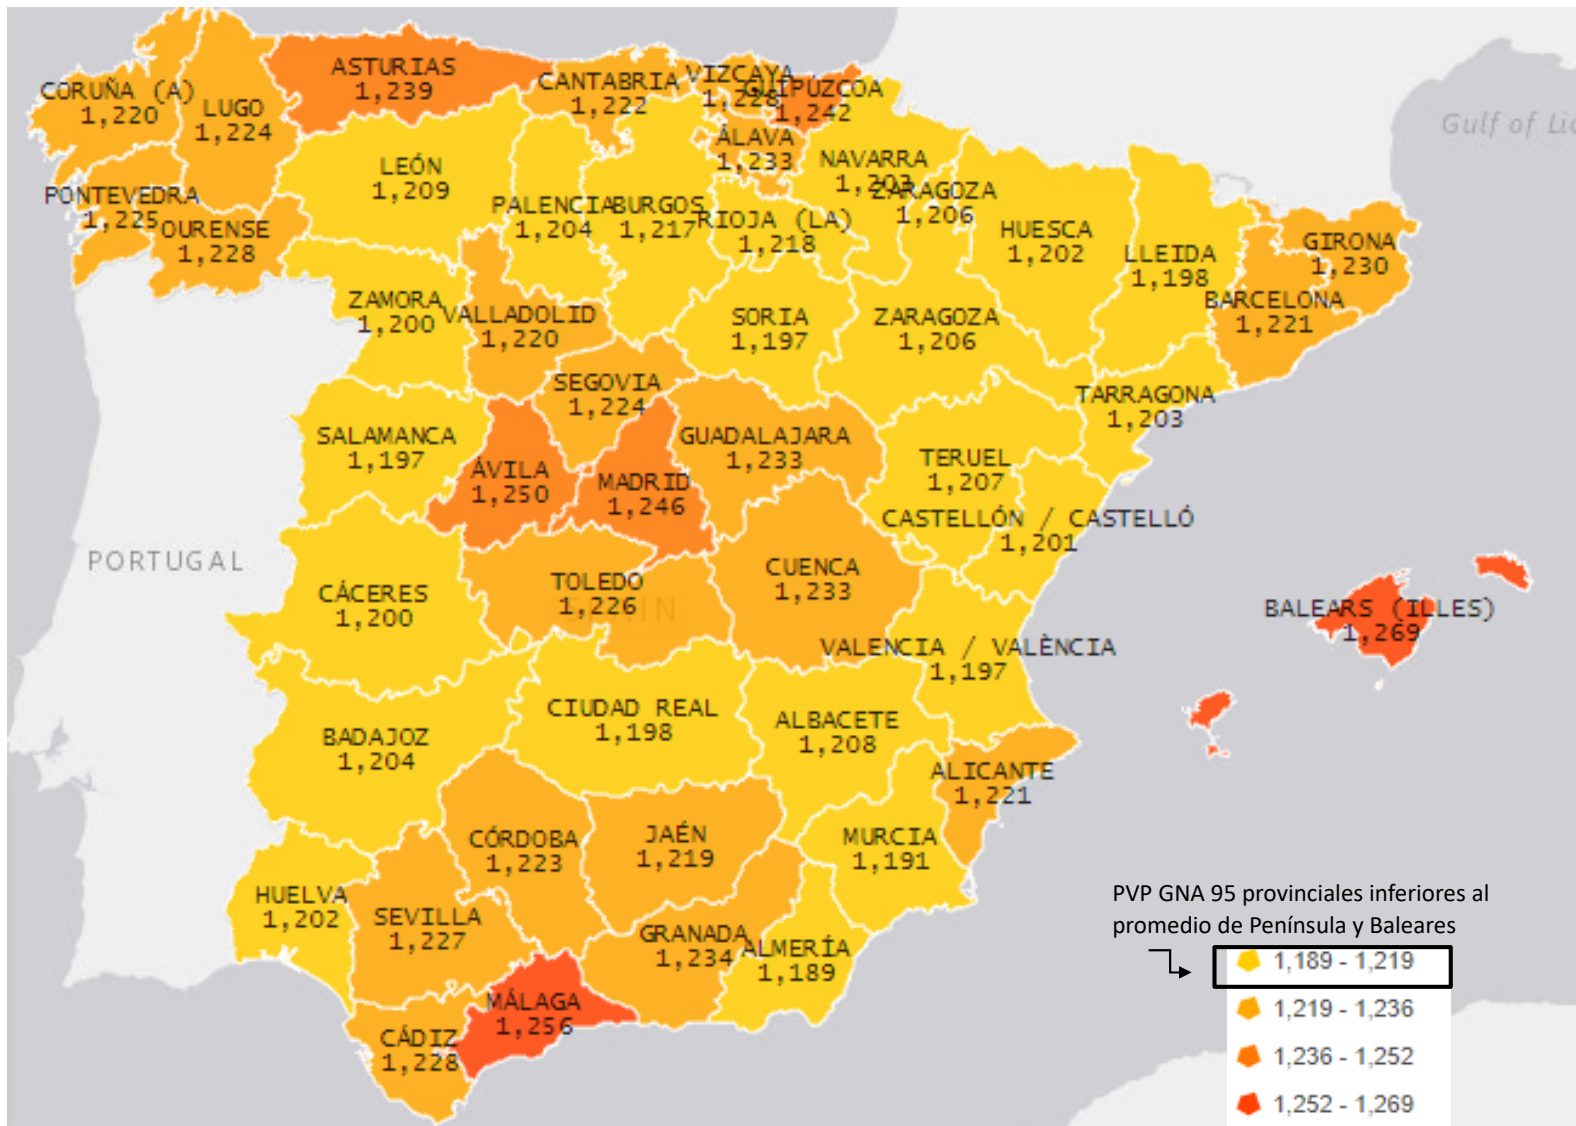 ASTURIAS
1,239
CORUÑA (A)
1,220
LUGO
1,224
CANTABRIA
1,222
VIZCAYA
1,228
GUIPÚZCOA
1,242
ÁLAVA
1,233
Gulf of Lio
PONTEVEDRA
1,225
OURENSE
1,228
LEÓN
1,209
PALENCIA
1,204
BURGOS
1,217
RIOJA (LA)
1,218
NAVARRA
1,203
ZARAGOZA
1,206
HUESCA
1,202
LLEIDA
1,198
GIRONA
1,230
BARCELONA
1,221
ZAMORA
1,200
VALLADOLID
1,220
SORIA
1,197
ZARAGOZA
1,206
SEGOVIA
1,224
TARRAGONA
1,203
SALAMANCA
1,197
ÁVILA
1,250
MADRID
1,246
GUADALAJARA
1,233
TERUEL
1,207
CASTELLÓN / CASTELLÓ
1,201
PORTUGAL
CÁCERES
1,200
TOLEDO
1,226
SPAIN
CUENCA
1,233
BALEARS (ILLES)
1,269
VALENCIA / VALÈNCIA
1,197
BADAJOZ
1,204
CIUDAD REAL
1,198
ALBACETE
1,208
ALICANTE
1,221
CÓRDOBA
1,223
JAÉN
1,219
MURCIA
1,191
HUELVA
1,202
SEVILLA
1,227
GRANADA
1,234
ALMERÍA
1,189
MÁLAGA
1,256
CÁDIZ
1,228
PVP GNA 95 provinciales inferiores al
promedio de Península y Baleares
1,189 - 1,219
1,219 - 1,236
1,236 - 1,252
1,252 - 1,269